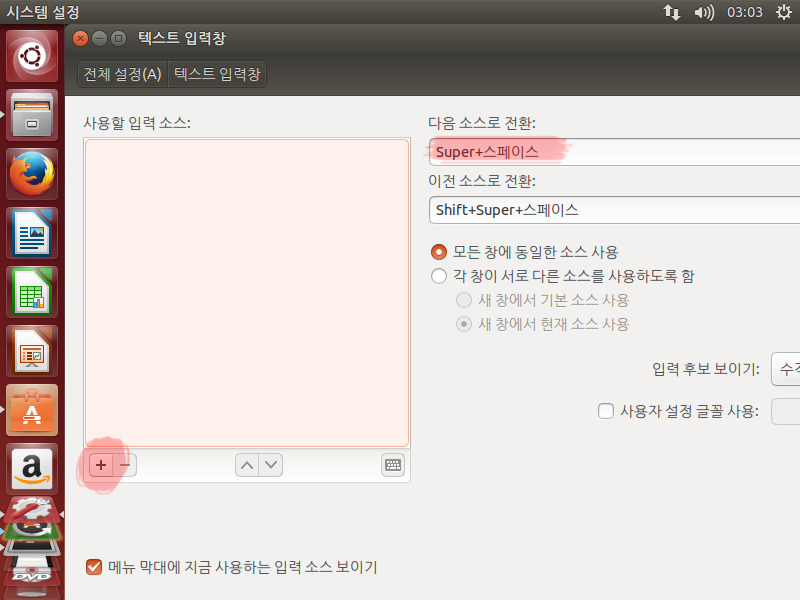 시스템 설정
03:03
텍스트 입력창
전체 설정(A)
텍스트 입력창
사용할 입력 소스:
다음 소스로 전환:
Super+스페이스
이전 소스로 전환:
Shift+Super+스페이스
모든 창에 동일한 소스 사용
각 창이 서로 다른 소스를 사용하도록 함
새 창에서 기본 소스 사용
새 창에서 현재 소스 사용
입력 후보 보이기:
사용자 설정 글꼴 사용:
메뉴 막대에 지금 사용하는 입력 소스 보이기